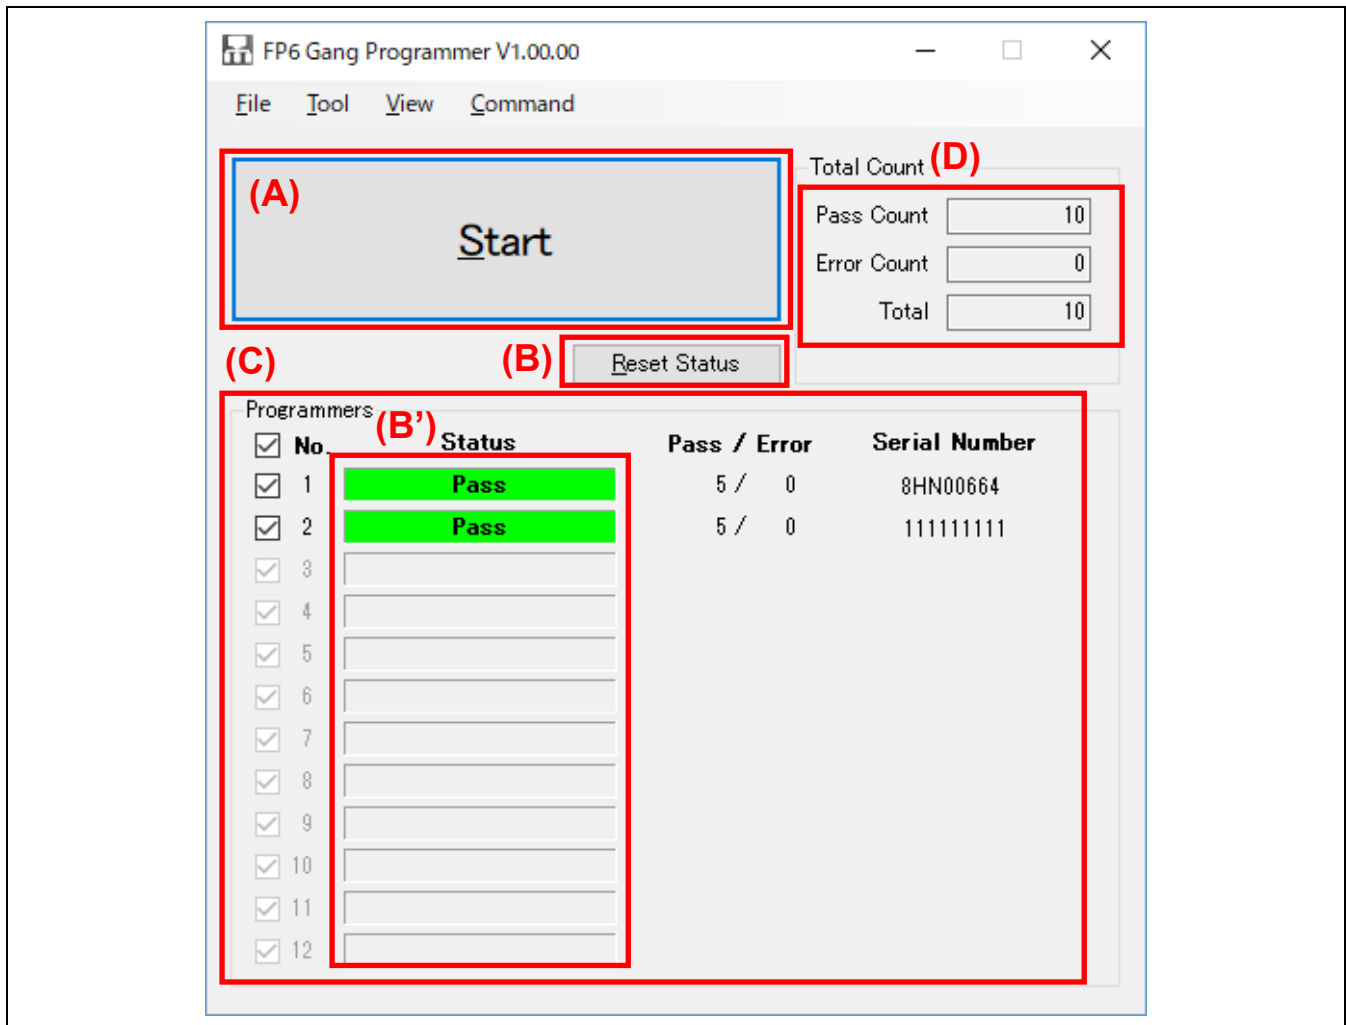 FP6 Gang Programmer V1.00.00
File Tool View Command
(A)
Start
Total Count (D)
Pass Count 10
Error Count 0
Total 10
(C)
(B) Reset Status
Programmers
(B’)
No. Status Pass / Error Serial Number
1 Pass 5 / 0 8HN00664
2 Pass 5 / 0 111111111
3
4
5
6
7
8
9
10
11
12